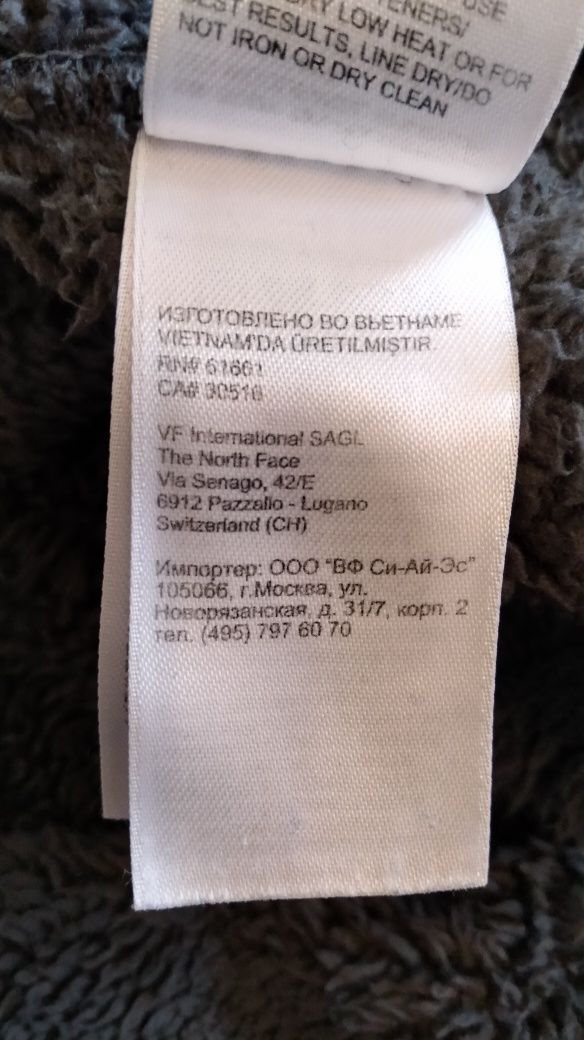 USE
TENERS/
DRY LOW HEAT OR FOR
BEST RESULTS, LINE DRY/DO
NOT IRON OR DRY CLEAN
ИЗГОТОВЛЕНО ВО ВЬЕТНАМЕ
VIETNAM'DA ÜRETILMIŞTIR.
RN# 61661
CA# 30516
VF International SAGL
The North Face
Via Senago, 42/E
6912 Pazzallo - Lugano
Switzerland (CH)
Импортер: ООО "ВФ Си-Ай-Эс"
105066, г.Москва, ул.
Новорязанская, д. 31/7, корп. 2
тел. (495) 797 60 70